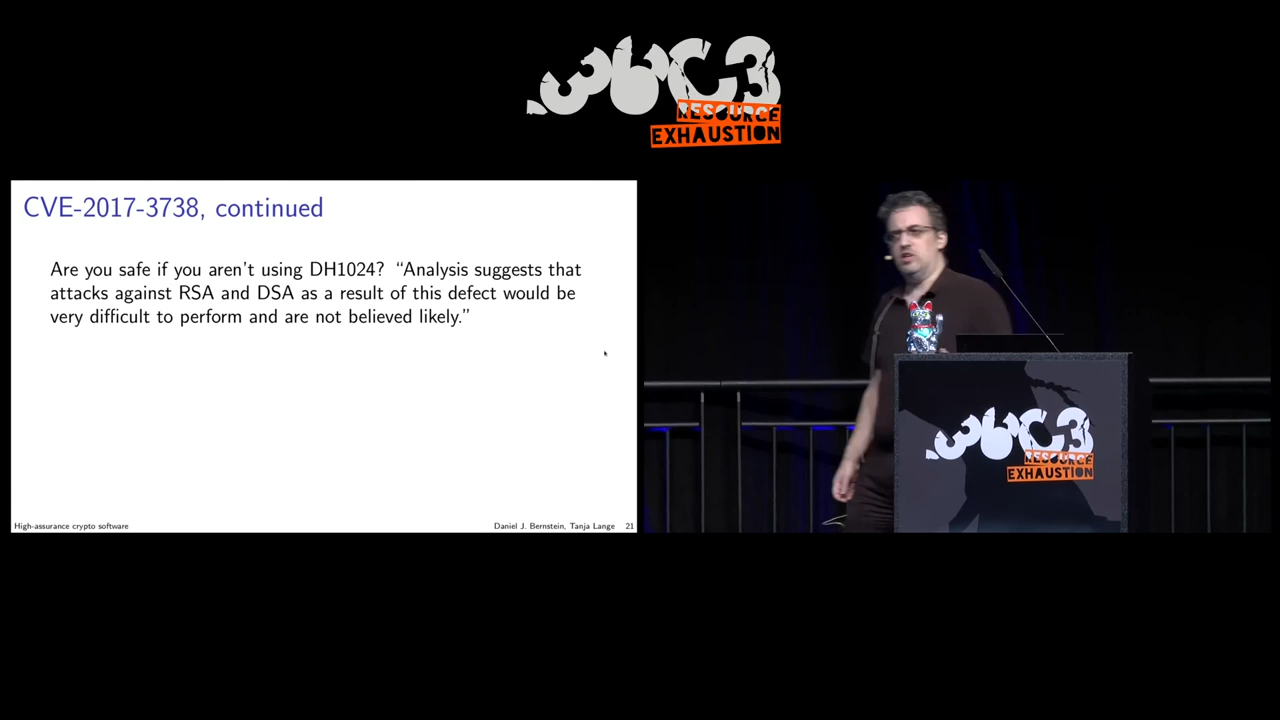 36C3
RESOURCE
EXHAUSTION
CVE-2017-3738, continued
Are you safe if you aren't using DH1024? “Analysis suggests that
attacks against RSA and DSA as a result of this defect would be
very difficult to perform and are not believed likely.”
High-assurance crypto software
Daniel J. Bernstein, Tanja Lange 21
36C3
RESOURCE
EXHAUSTION